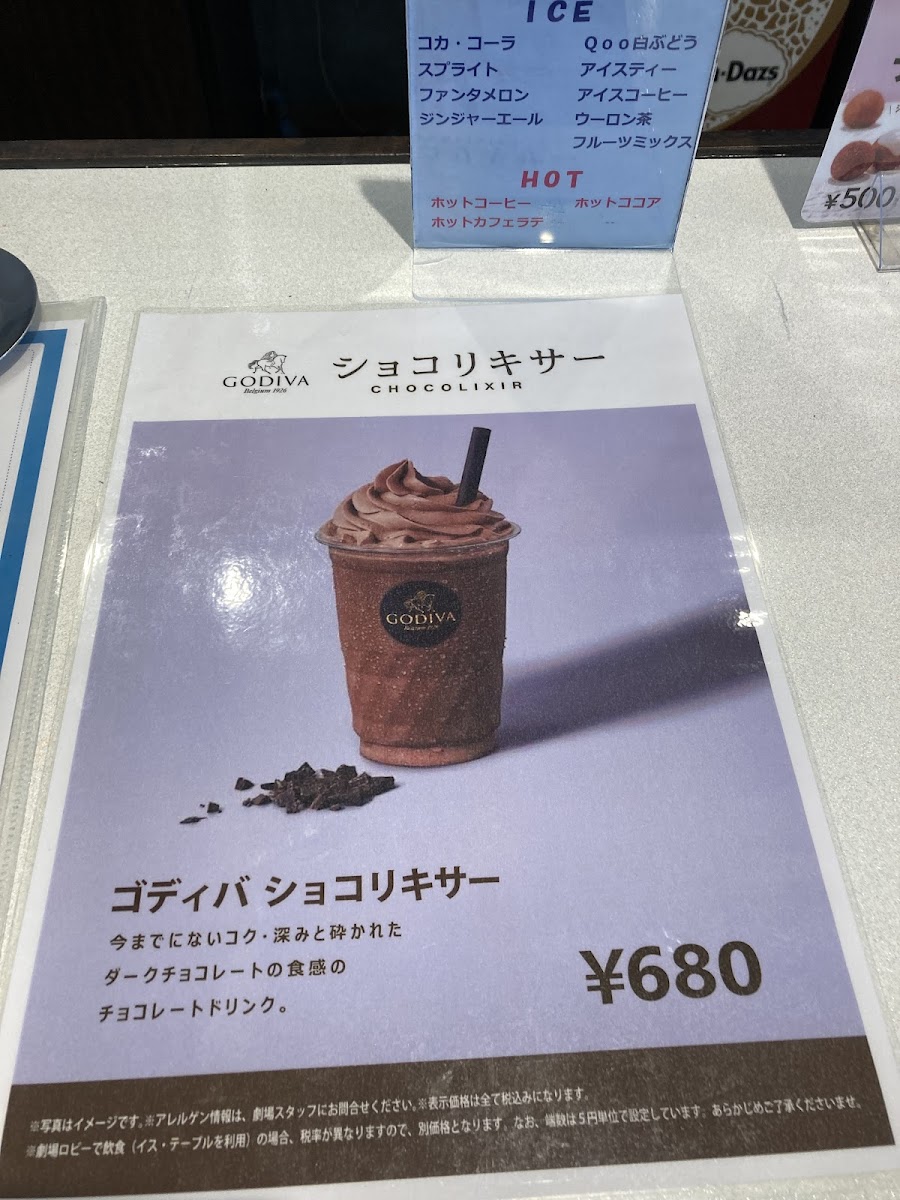 ICE
コカ・コーラ Qoo白ぶどう
スプライト アイスティー
ファンタメロン アイスコーヒー
ジンジャーエール ウーロン茶
フルーツミックス
HOT
ホットコーヒー ホットココア
ホットカフェラテ
-Dazs
¥500
GODIVA
Belgium 1926
ショコリキサー
CHOCOLIXIR
GODIVA
Belgium 1926
ゴディバ ショコリキサー
今までにないコク・深みと砕かれた
ダークチョコレートの食感の
チョコレートドリンク。
¥680
※写真はイメージです。※アレルゲン情報は、劇場スタッフにお問合せください。※表示価格は全て税込みになります。
※劇場ロビーで飲食（イス・テーブルを利用）の場合、税率が異なりますので、別価格となります。なお、端数は5円単位で設定しています。あらかじめご了承くださいませ。